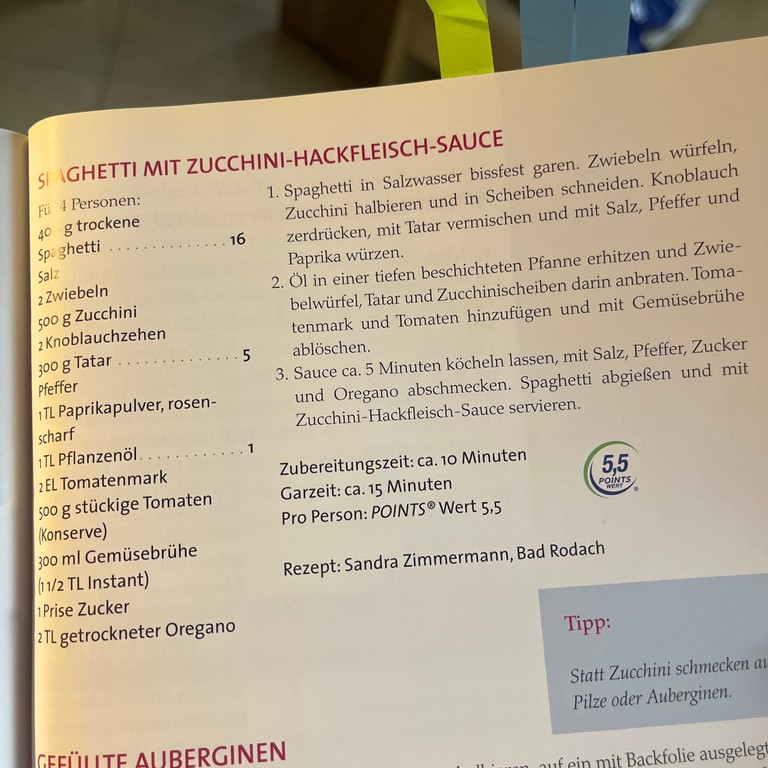 SPAGHETTI MIT ZUCCHINI-HACKFLEISCH-SAUCE
Für 4 Personen:
400 g trockene
Spaghetti . . . . . . . . . . . . . . 16
Salz
2 Zwiebeln
500 g Zucchini
2 Knoblauchzehen
300 g Tatar . . . . . . . . . . . . . . 5
Pfeffer
1 TL Paprikapulver, rosen-
scharf
1 TL Pflanzenöl. . . . . . . . . . . . 1
2 EL Tomatenmark
500 g stückige Tomaten
(Konserve)
300 ml Gemüsebrühe
(1 1/2 TL Instant)
1 Prise Zucker
2 TL getrockneter Oregano
1. Spaghetti in Salzwasser bissfest garen. Zwiebeln würfeln,
Zucchini halbieren und in Scheiben schneiden. Knoblauch
zerdrücken, mit Tatar vermischen und mit Salz, Pfeffer und
Paprika würzen.
2. Öl in einer tiefen beschichteten Pfanne erhitzen und Zwie-
belwürfel, Tatar und Zucchinischeiben darin anbraten. Toma-
tenmark und Tomaten hinzufügen und mit Gemüsebrühe
ablöschen.
3. Sauce ca. 5 Minuten köcheln lassen, mit Salz, Pfeffer, Zucker
und Oregano abschmecken. Spaghetti abgießen und mit
Zucchini-Hackfleisch-Sauce servieren.
Zubereitungszeit: ca. 10 Minuten
Garzeit: ca. 15 Minuten
Pro Person: POINTS® Wert 5,5
5,5
POINTS
WERT
®
Rezept: Sandra Zimmermann, Bad Rodach
Tipp:
Statt Zucchini schmecken
Pilze oder Auberginen.
GEFÜLLTE AUBERGINEN
auf ein mit Backfolie ausgelegt